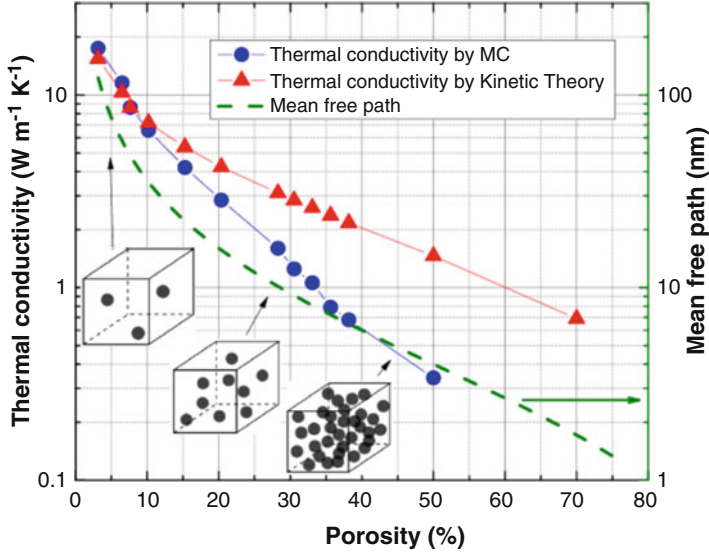 Thermal conductivity by MC
Thermal conductivity by Kinetic Theory
Mean free path
Thermal conductivity (W m⁻¹ K⁻¹)
10
1
0.1
Mean free path (nm)
100
10
1
0 10 20 30 40 50 60 70 80
Porosity (%)